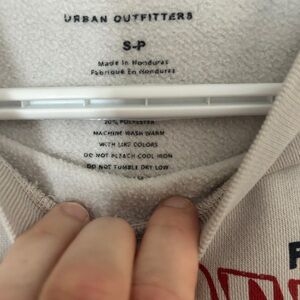 URBAN OUTFITTERS
S-P
Made in Honduras
Fabriqué En Honduras
20% POLYESTER
MACHINE WASH WARM
WITH LIKE COLORS
DO NOT BLEACH COOL IRON
DO NOT TUMBLE DRY LOW